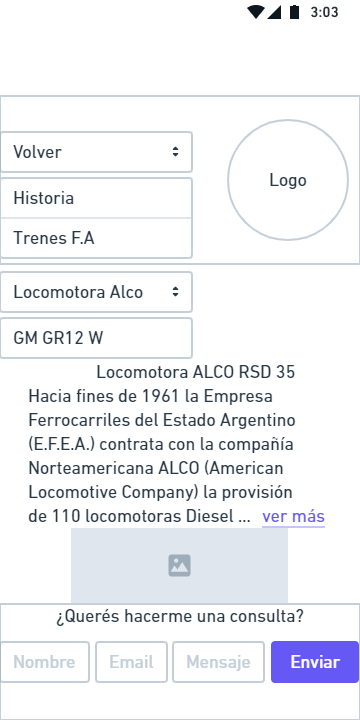 3:03
Volver
Logo
Historia
Trenes F.A
Locomotora Alco
GM GR12 W
Locomotora ALCO RSD 35
Hacia fines de 1961 la Empresa
Ferrocarriles del Estado Argentino
(E.F.E.A.) contrata con la compañía
Norteamericana ALCO (American
Locomotive Company) la provisión
de 110 locomotoras Diesel ... ver más
¿Querés hacerme una consulta?
Nombre Email Mensaje Enviar